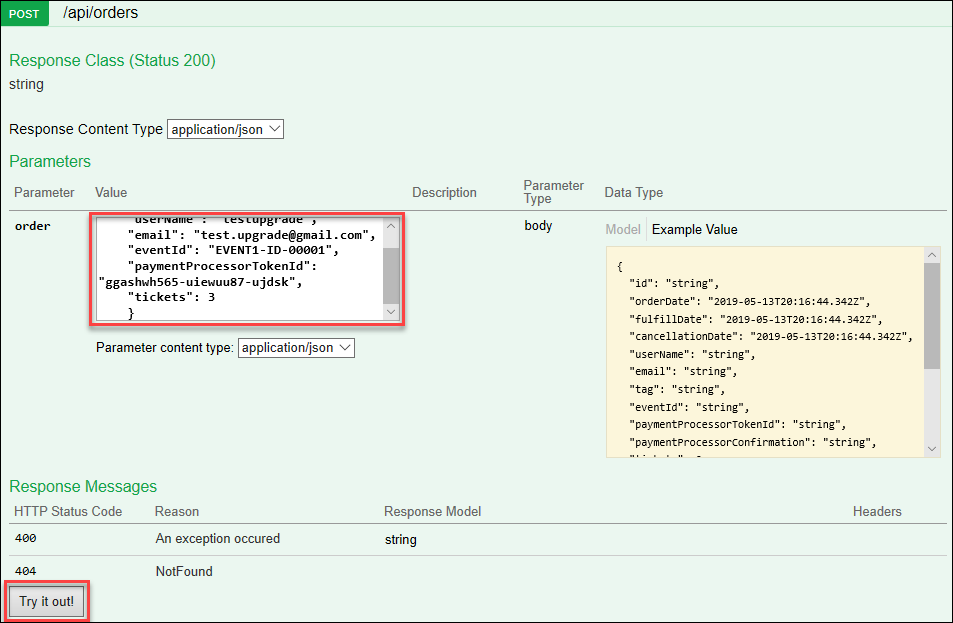 POST /api/orders
Response Class (Status 200)
string
Response Content Type application/json
Parameters
Parameter Value Description Parameter Type Data Type
order
"userName": "testupgrade",
"email": "test.upgrade@gmail.com",
"eventId": "EVENT1-ID-00001",
"paymentProcessorTokenId":
"ggashwh565-uiewuu87-ujdsk",
"tickets": 3
}
Parameter content type: application/json
body
Model Example Value
{
"id": "string",
"orderDate": "2019-05-13T20:16:44.342Z",
"fulfillDate": "2019-05-13T20:16:44.342Z",
"cancellationDate": "2019-05-13T20:16:44.342Z",
"userName": "string",
"email": "string",
"tag": "string",
"eventId": "string",
"paymentProcessorTokenId": "string",
"paymentProcessorConfirmation": "string",
Response Messages
HTTP Status Code Reason Response Model Headers
400 An exception occured string
404 NotFound
Try it out!